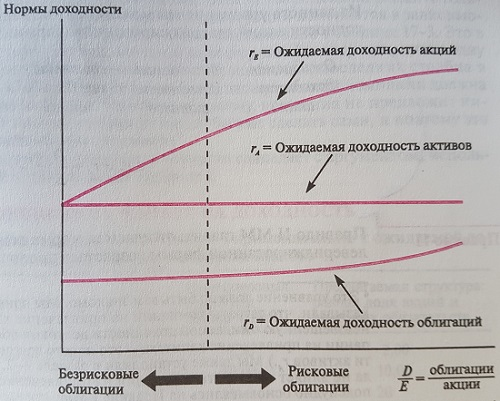 Нормы доходности
r_E = Ожидаемая доходность акций
r_A = Ожидаемая доходность активов
r_D = Ожидаемая доходность облигаций
Безрисковые
облигации
Рисковые
облигации
D/E = облигации/акции